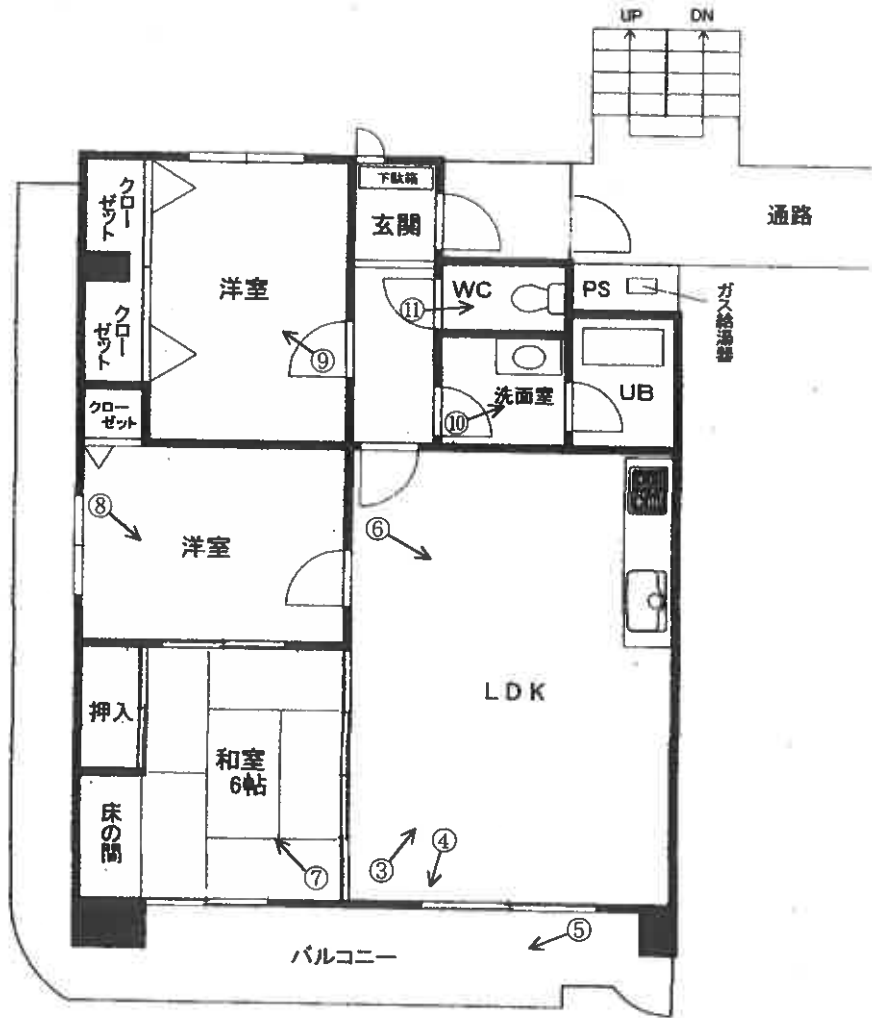 UP
DN
クローゼット
下駄箱
玄関
通路
洋室
⑪
WC
PS
ガス給湯器
クローゼット
⑨
⑩
洗面室
UB
クローゼット
⑧
洋室
⑥
LDK
押入
和室
6帖
床の間
③
④
⑦
⑤
バルコニー